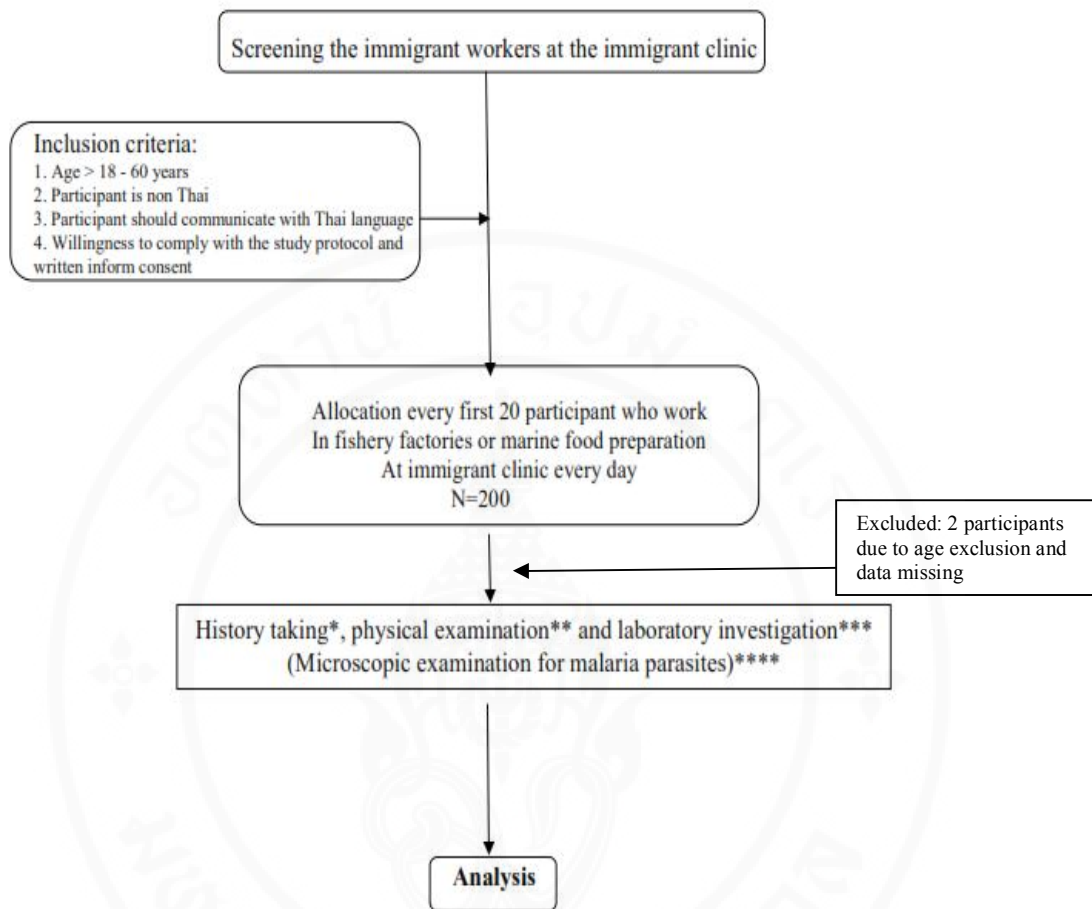 Screening the immigrant workers at the immigrant clinic
Inclusion criteria:
1. Age > 18 - 60 years
2. Participant is non Thai
3. Participant should communicate with Thai language
4. Willingness to comply with the study protocol and
written inform consent
Allocation every first 20 participant who work
In fishery factories or marine food preparation
At immigrant clinic every day
N=200
Excluded: 2 participants
due to age exclusion and
data missing
History taking*, physical examination** and laboratory investigation***
(Microscopic examination for malaria parasites)****
Analysis